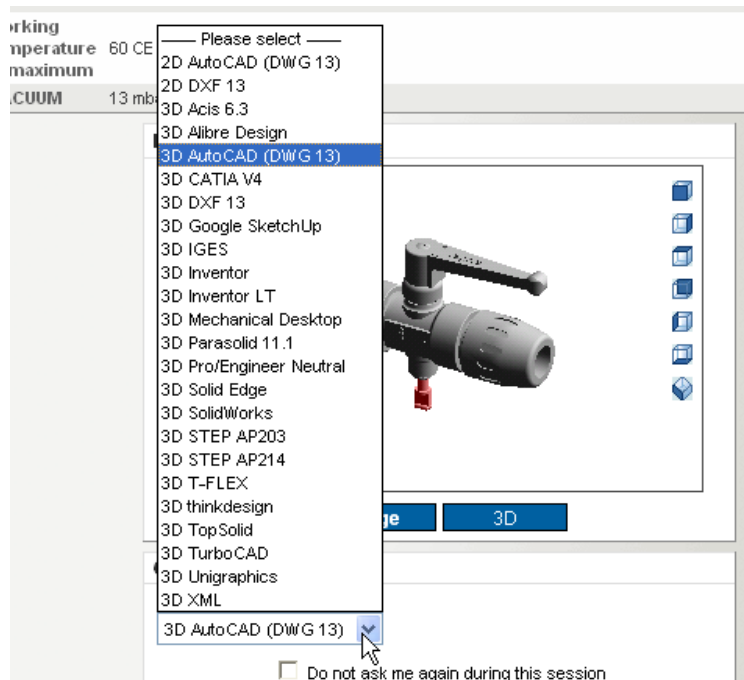 mperature 60 CE
maximum
13 mb
—— Please select ——
2D AutoCAD (DWG 13)
2D DXF 13
3D Acis 6.3
3D Alibre Design
3D AutoCAD (DWG 13)
3D CATIA V4
3D DXF 13
3D Google SketchUp
3D IGES
3D Inventor
3D Inventor LT
3D Mechanical Desktop
3D Parasolid 11.1
3D Pro/Engineer Neutral
3D Solid Edge
3D SolidWorks
3D STEP AP203
3D STEP AP214
3D T-FLEX
3D thinkdesign
3D TopSolid
3D TurboCAD
3D Unigraphics
3D XML
3D
3D AutoCAD (DWG 13)
Do not ask me again during this session